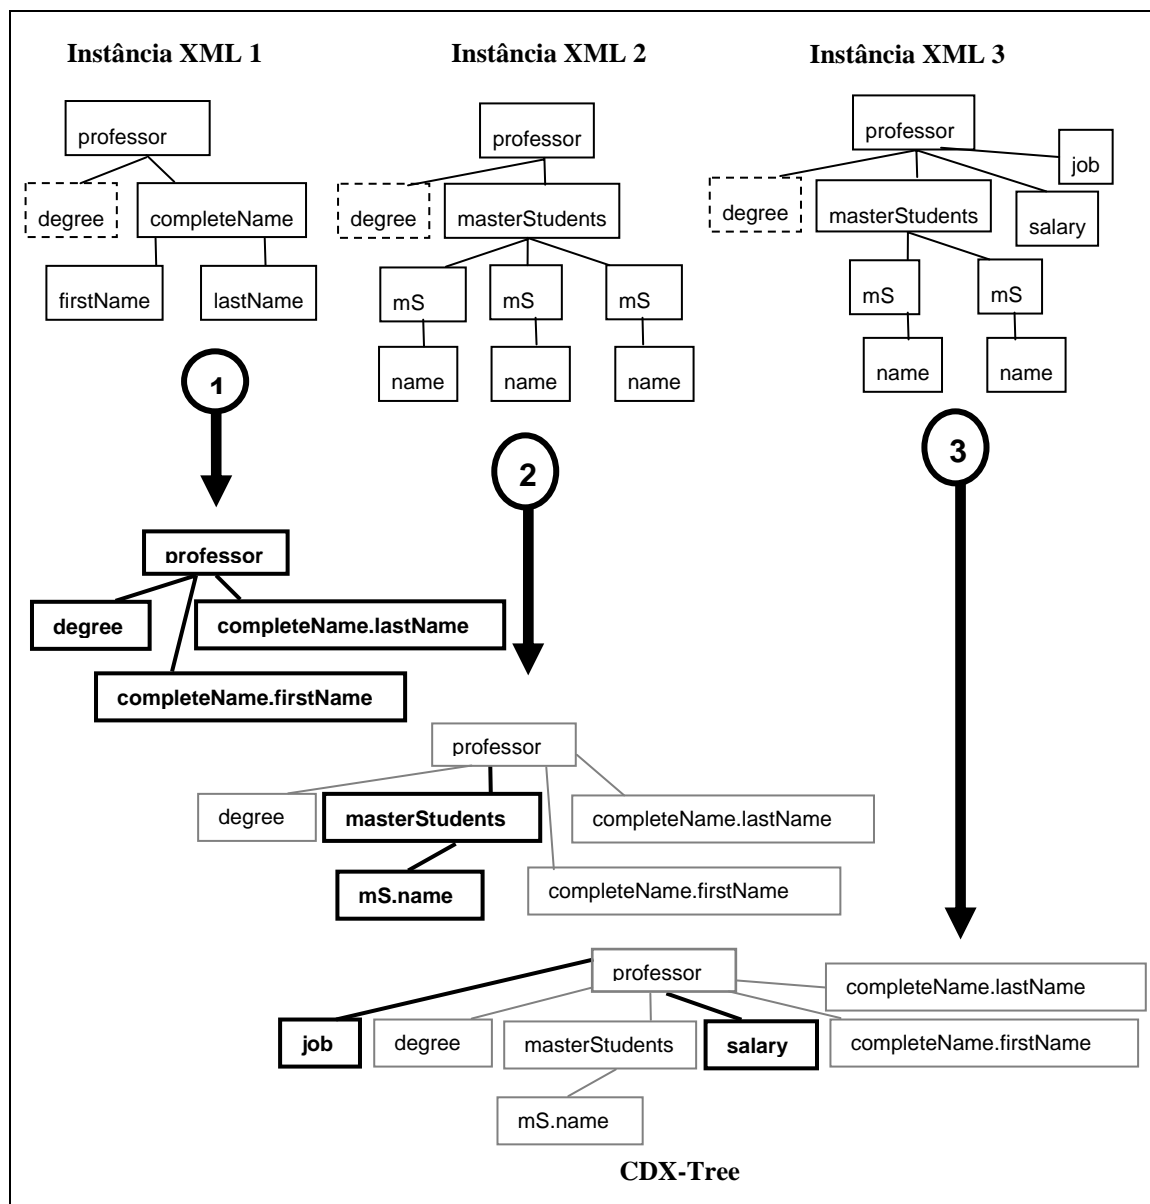 Instância XML 1
Instância XML 2
Instância XML 3
professor
degree
completeName
firstName
lastName
professor
degree
masterStudents
mS
mS
mS
name
name
name
professor
job
degree
masterStudents
salary
mS
mS
name
name
1
2
3
professor
degree
completeName.lastName
completeName.firstName
professor
degree
masterStudents
completeName.lastName
mS.name
completeName.firstName
professor
completeName.lastName
job
degree
masterStudents
salary
completeName.firstName
mS.name
CDX-Tree